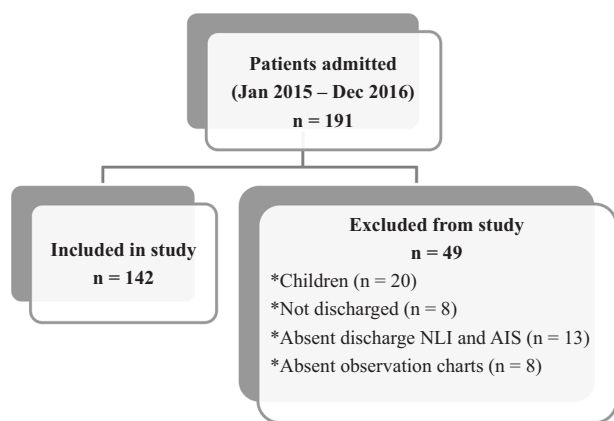 Patients admitted
(Jan 2015 – Dec 2016)
n = 191
Included in study
n = 142
Excluded from study
n = 49
*Children (n = 20)
*Not discharged (n = 8)
*Absent discharge NLI and AIS (n = 13)
*Absent observation charts (n = 8)